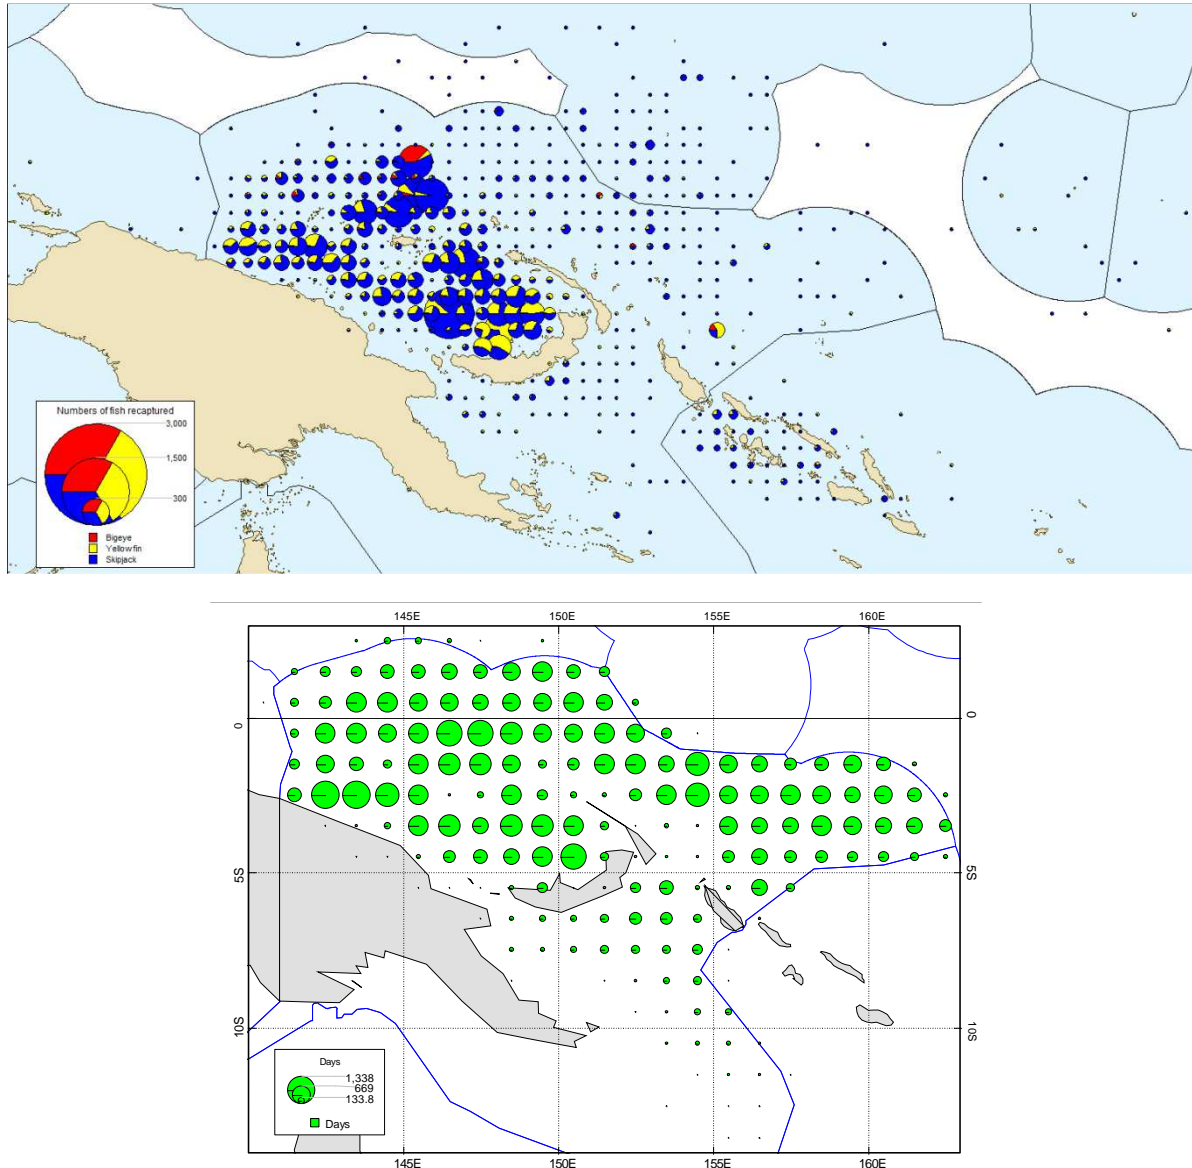 Numbers of fish recaptured
3,000
1,500
300
Bigeye
Yellowfin
Skipjack
145E 150E 155E 160E
0 0
5S 5S
10S 10S
Days
1,338
669
133.8
Days
145E 150E 155E 160E